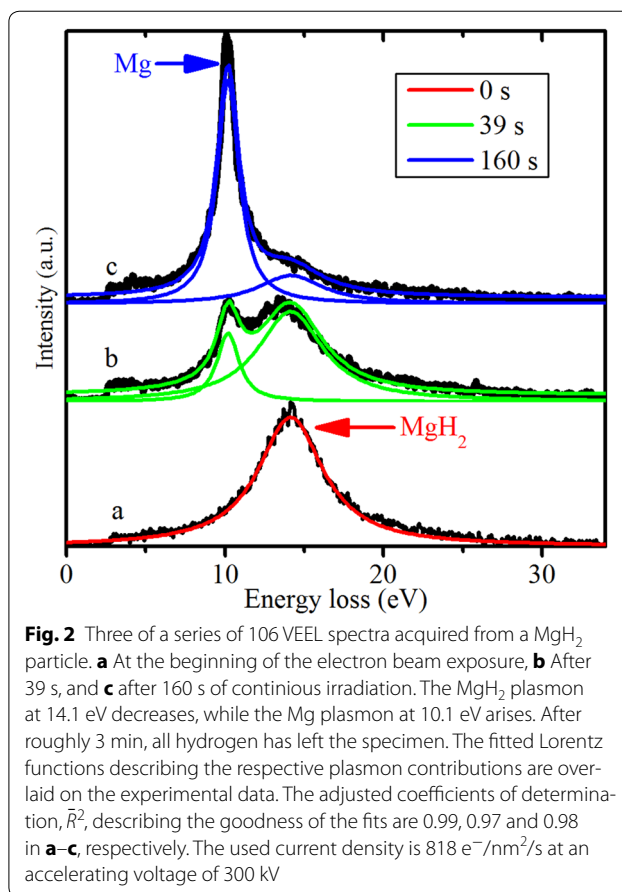 Mg
0 s
39 s
160 s
c
b
MgH₂
a
Intensity (a.u.)
0 10 20 30
Energy loss (eV)
Fig. 2 Three of a series of 106 VEEL spectra acquired from a MgH₂
particle. a At the beginning of the electron beam exposure, b After
39 s, and c after 160 s of continious irradiation. The MgH₂ plasmon
at 14.1 eV decreases, while the Mg plasmon at 10.1 eV arises. After
roughly 3 min, all hydrogen has left the specimen. The fitted Lorentz
functions describing the respective plasmon contributions are over-
laid on the experimental data. The adjusted coefficients of determina-
tion, R̄², describing the goodness of the fits are 0.99, 0.97 and 0.98
in a–c, respectively. The used current density is 818 e⁻/nm²/s at an
accelerating voltage of 300 kV